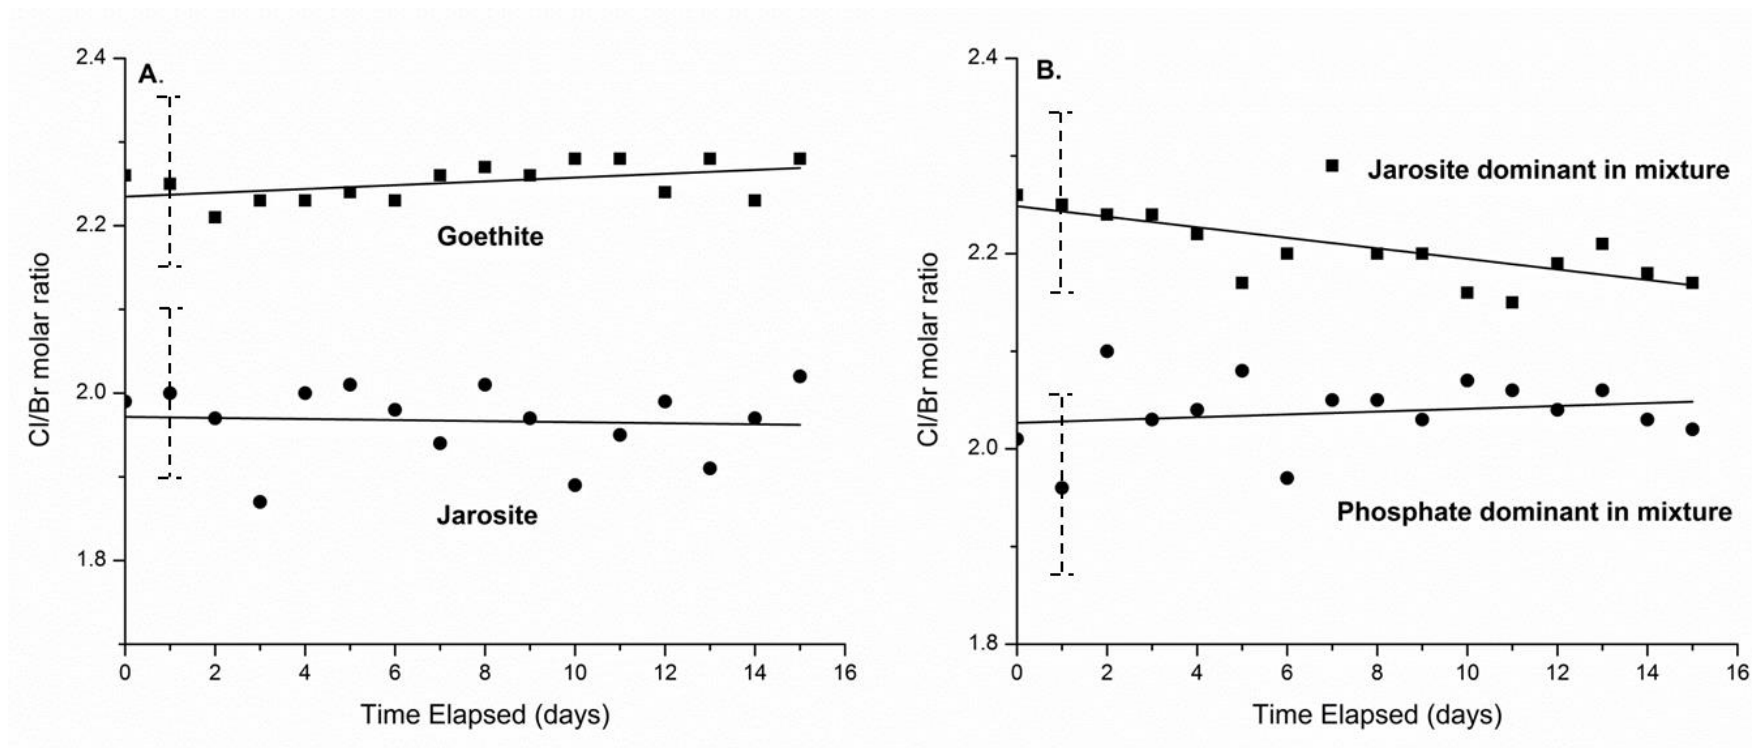 A.
2.4
2.2
2.0
1.8
Cl/Br molar ratio
Goethite
Jarosite
0 2 4 6 8 10 12 14 16
Time Elapsed (days)
B.
2.4
2.2
2.0
1.8
Cl/Br molar ratio
Jarosite dominant in mixture
Phosphate dominant in mixture
0 2 4 6 8 10 12 14 16
Time Elapsed (days)